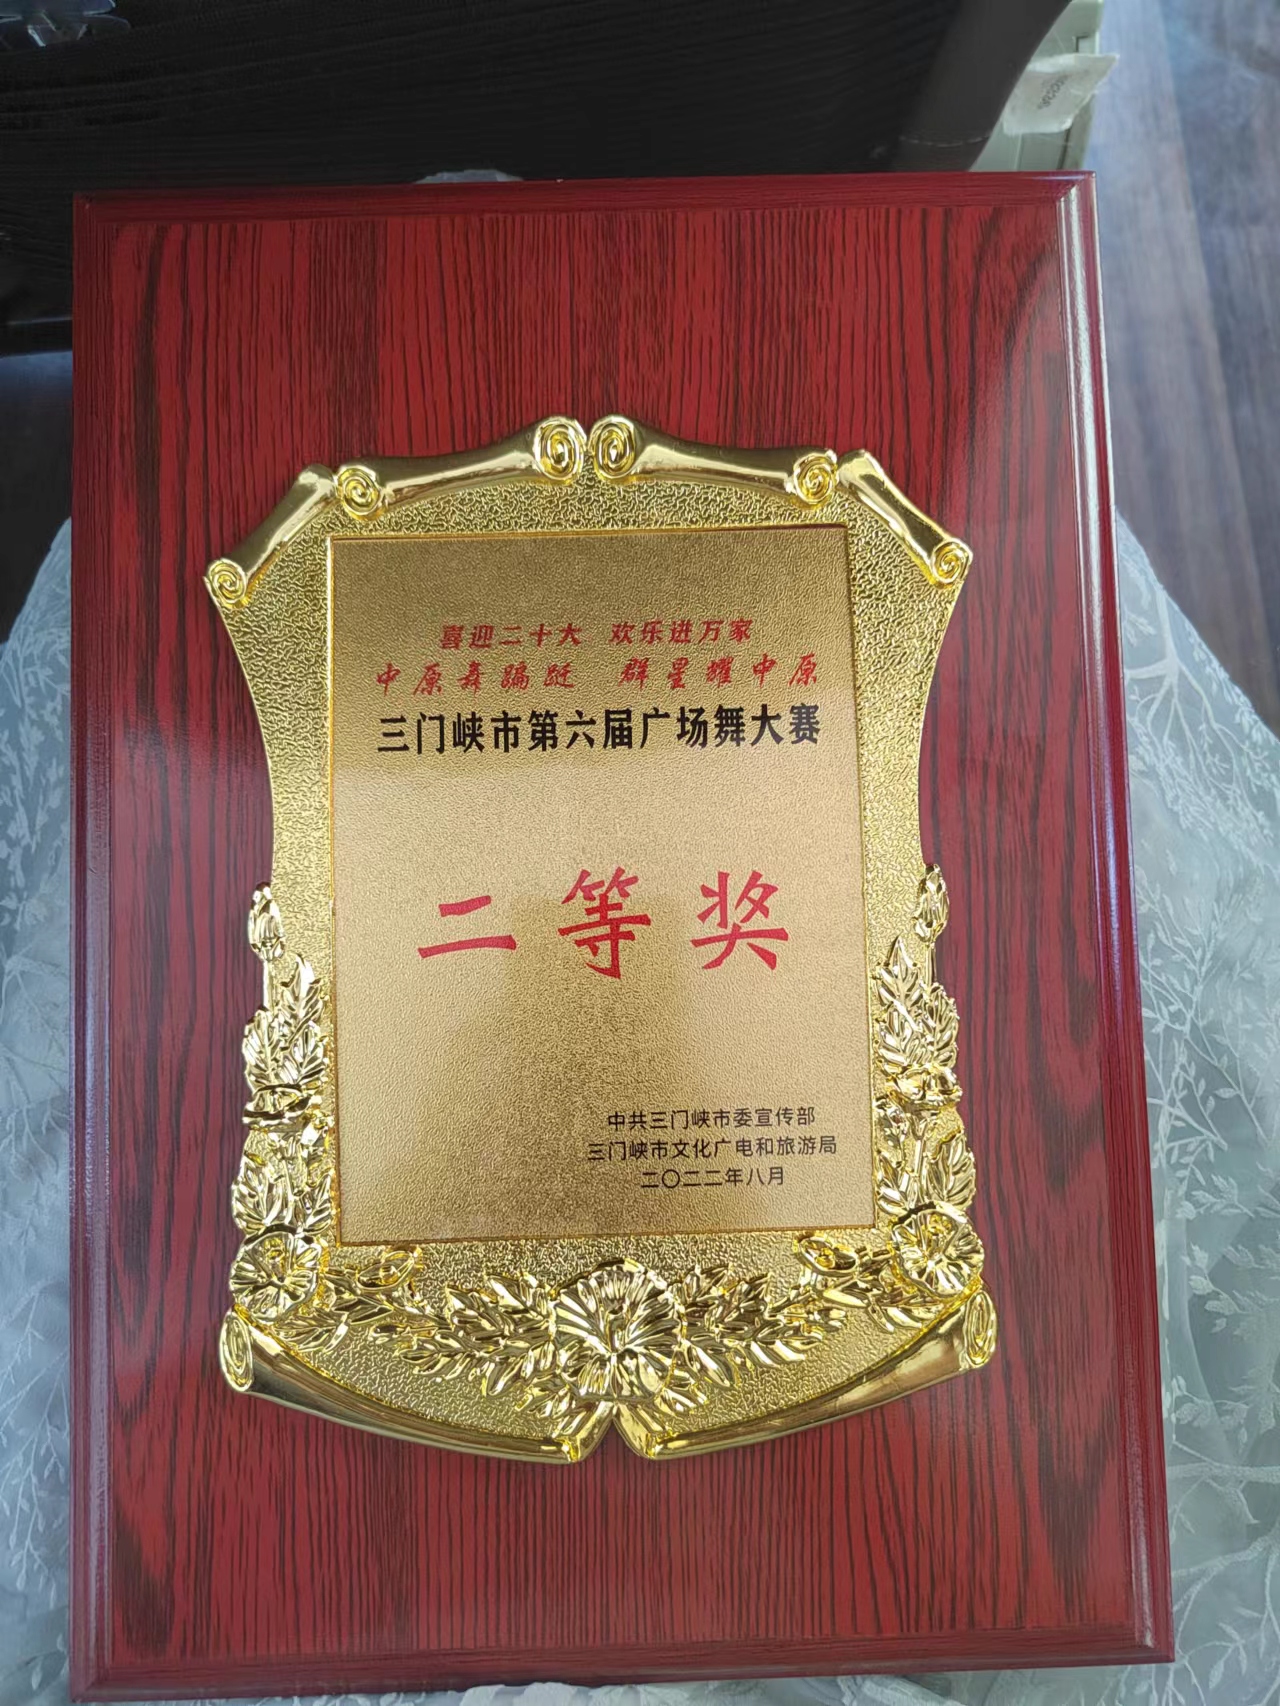 喜迎二十大 欢乐进万家
中原舞蹁跹 群星耀中原
三门峡市第六届广场舞大赛
二等奖
中共三门峡市委宣传部
三门峡市文化广电和旅游局
二〇二二年八月